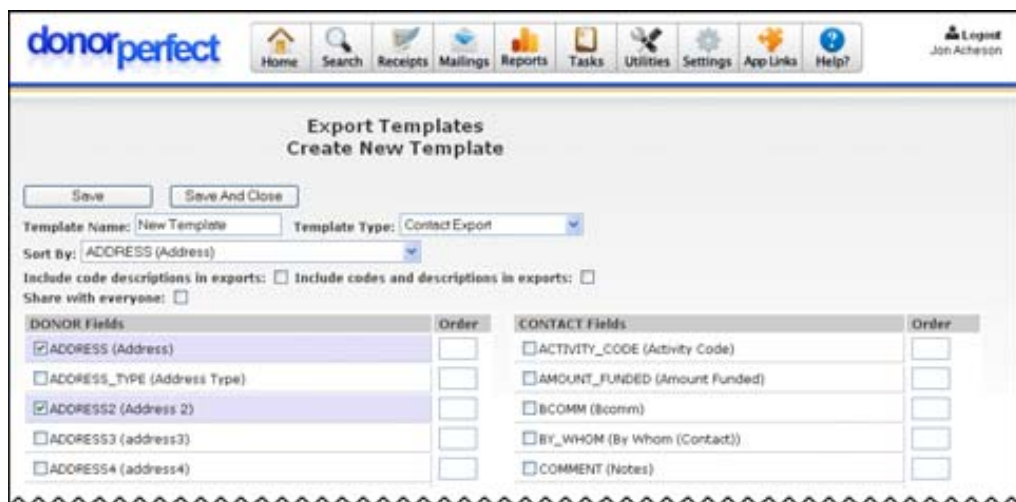 donorperfect
Home Search Receipts Mailings Reports Tasks Utilities Settings App Links Help?
Logout
Jon Acheson
Export Templates
Create New Template
Save Save And Close
Template Name: New Template Template Type: Contact Export
Sort By: ADDRESS (Address)
Include code descriptions in exports: Include codes and descriptions in exports:
Share with everyone:
DONOR Fields Order CONTACT Fields Order
ADDRESS (Address) ACTIVITY_CODE (Activity Code)
ADDRESS_TYPE (Address Type) AMOUNT_FUNDED (Amount Funded)
ADDRESS2 (Address 2) BCOMM (Bcomm)
ADDRESS3 (address3) BY_WHOM (By Whom (Contact))
ADDRESS4 (address4) COMMENT (Notes)